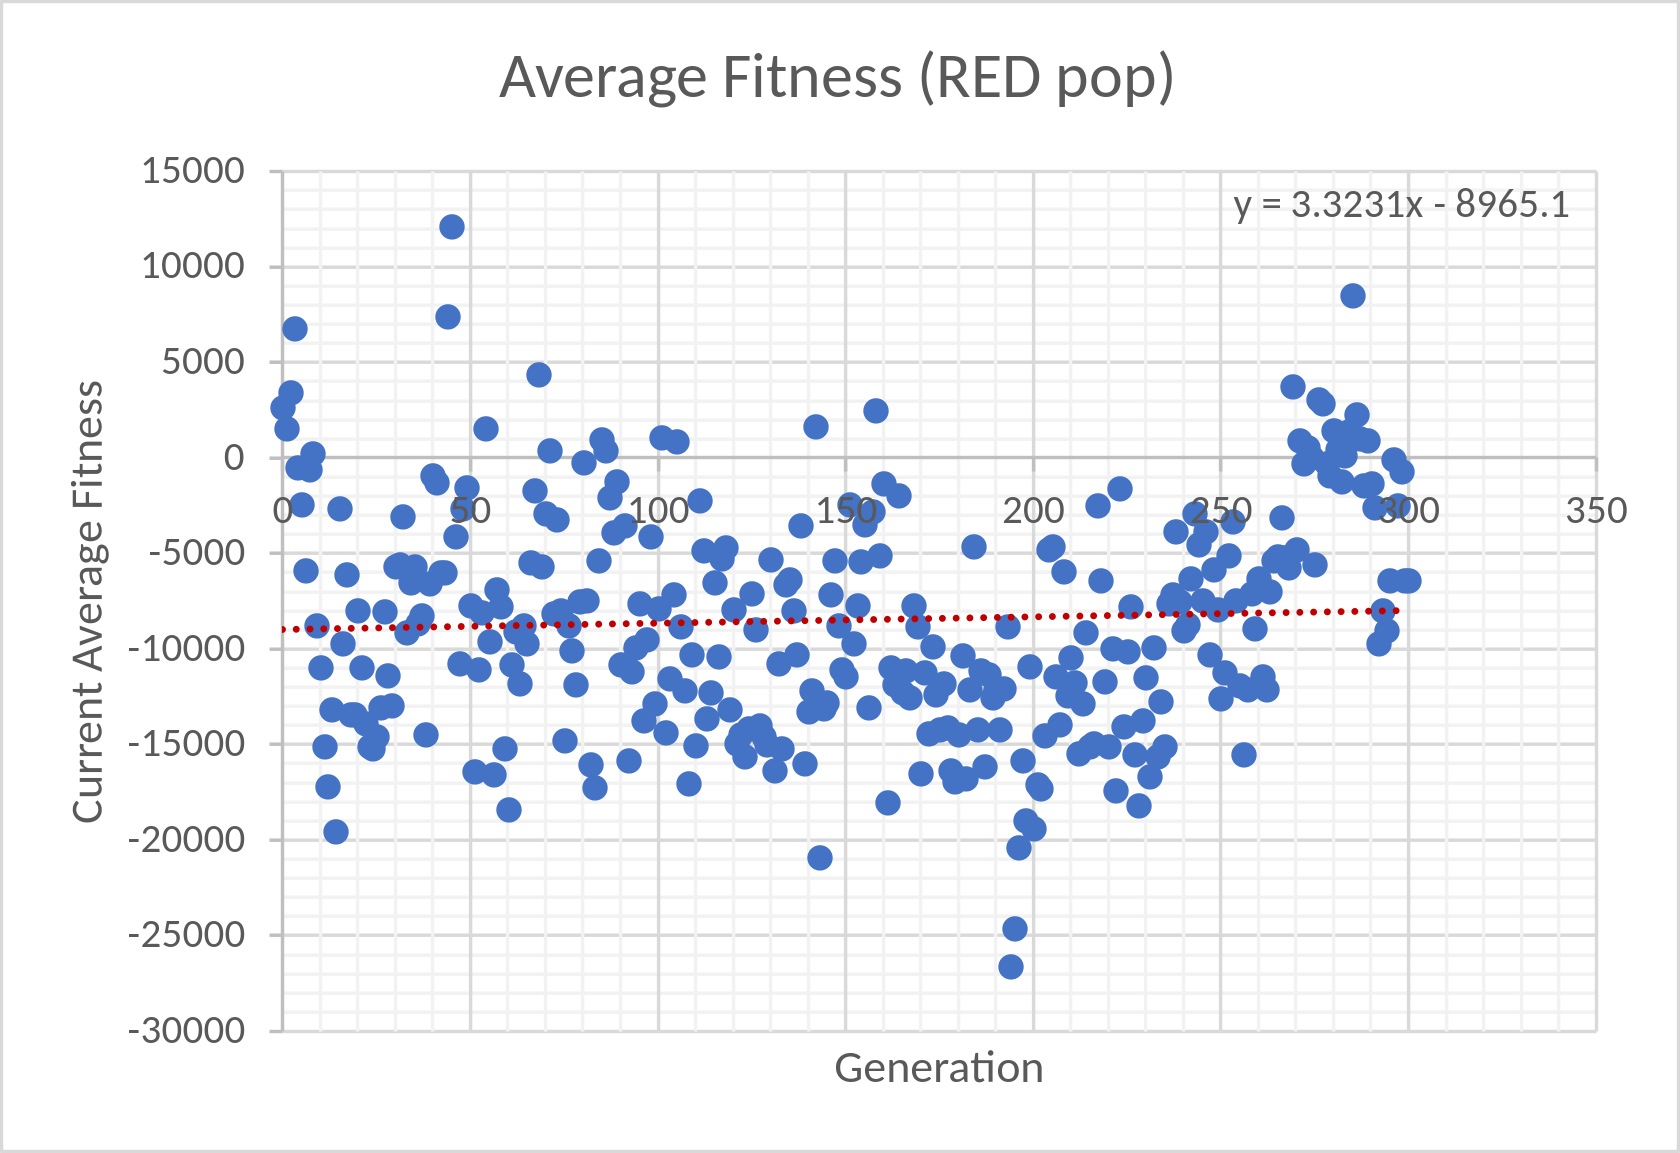 Average Fitness (RED pop)
15000
y = 3.3231x - 8965.1
10000
5000
0
0 50 100 150 200 250 300 350
-5000
-10000
-15000
-20000
-25000
-30000
Current Average Fitness
Generation